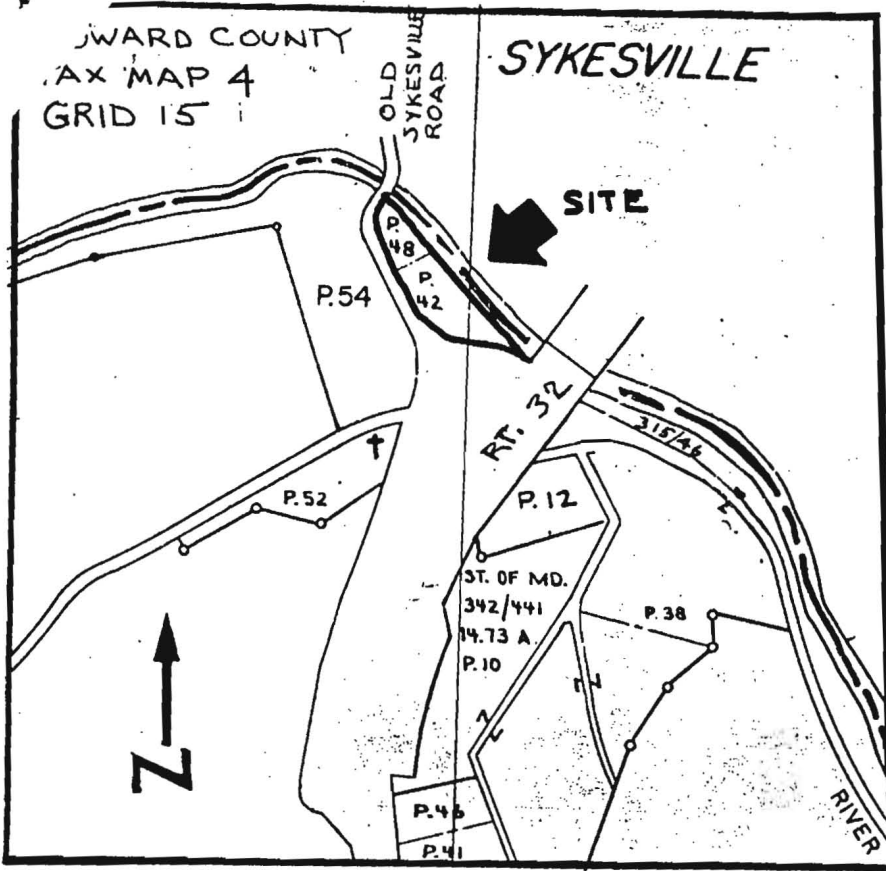 WARD COUNTY
AX MAP 4
GRID 15
OLD
SYKESVILLE
ROAD
SYKESVILLE
SITE
P.
48
P.
42
P.54
RT. 32
315/46
P.52
P.12
ST. OF MD.
342/441
14.73 A.
P.10
P.38
N
P.46
P.41
RIVER